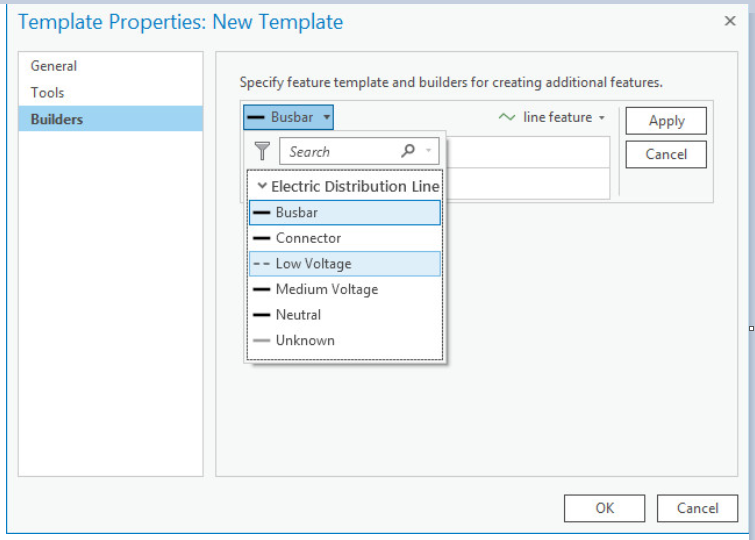 Template Properties: New Template
General
Tools
Builders
Specify feature template and builders for creating additional features.
Busbar
line feature
Apply
Cancel
Search
Electric Distribution Line
Busbar
Connector
Low Voltage
Medium Voltage
Neutral
Unknown
OK
Cancel